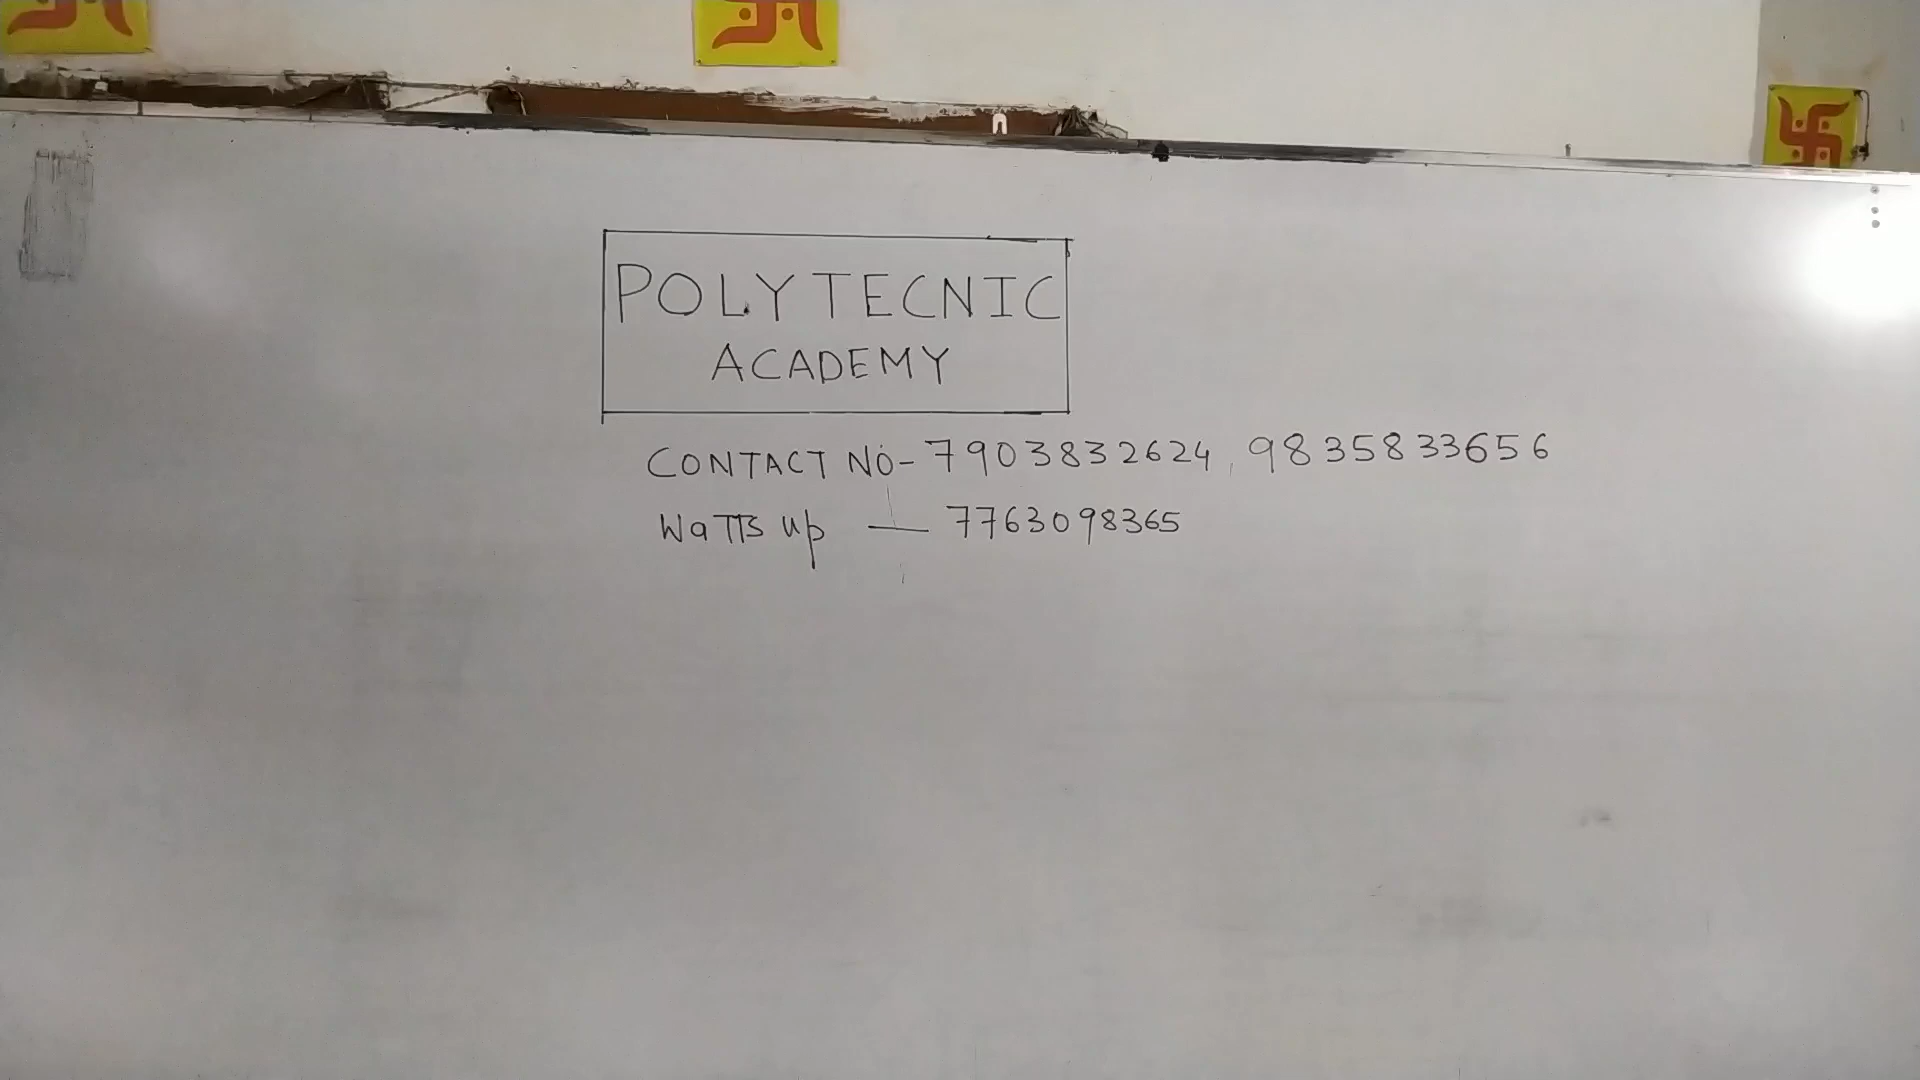 POLYTECNIC
ACADEMY
CONTACT NO- 7903832624, 9835833656
WaTTs up — 7763098365